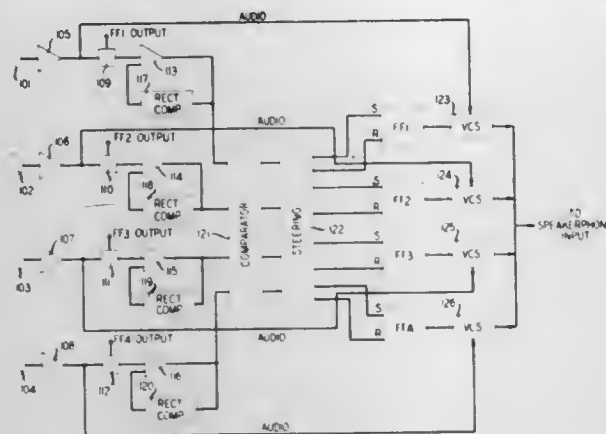 AUDIO
105
FF1 OUTPUT
101
109
113
117
RECT COMP
123
S
R
FF1
VCS
106
FF2 OUTPUT
AUDIO
102
110
114
118
RECT COMP
124
S
R
FF2
VCS
125
107
FF3 OUTPUT
121
COMPARATOR
STEERING
122
TO SPEAKERPHONE INPUT
103
111
115
119
RECT COMP
S
R
FF3
VCS
126
108
FF4 OUTPUT
AUDIO
104
112
116
120
RECT COMP
S
R
FF4
VCS
AUDIO